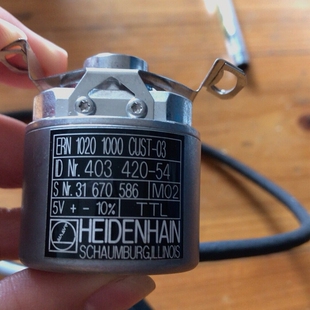 ERN 1020 1000 CUST-03
ID Nr. 403 420-54
S Nr. 31 670 586 M02
5V + - 10% TTL
HEIDENHAIN
SCHAUMBURG,ILLINOIS